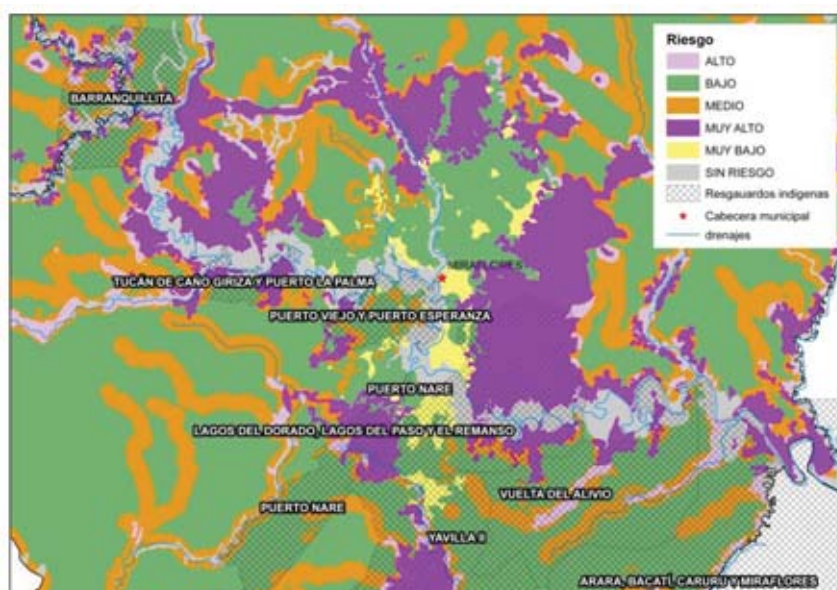 Riesgo
ALTO
BAJO
MEDIO
MUY ALTO
MUY BAJO
SIN RIESGO
Resgauardos indígenas
Cabecera municipal
drenajes
BARRANQUILLITA
MIRAFLORES
TUCÁN DE CAÑO GIRIZA Y PUERTO LA PALMA
PUERTO VIEJO Y PUERTO ESPERANZA
PUERTO NARE
LAGOS DEL DORADO, LAGOS DEL PASO Y EL REMANSO
VUELTA DEL ALIVIO
PUERTO NARE
YAVILLA II
ARARA, BACATÍ, CARURU Y MIRAFLORES